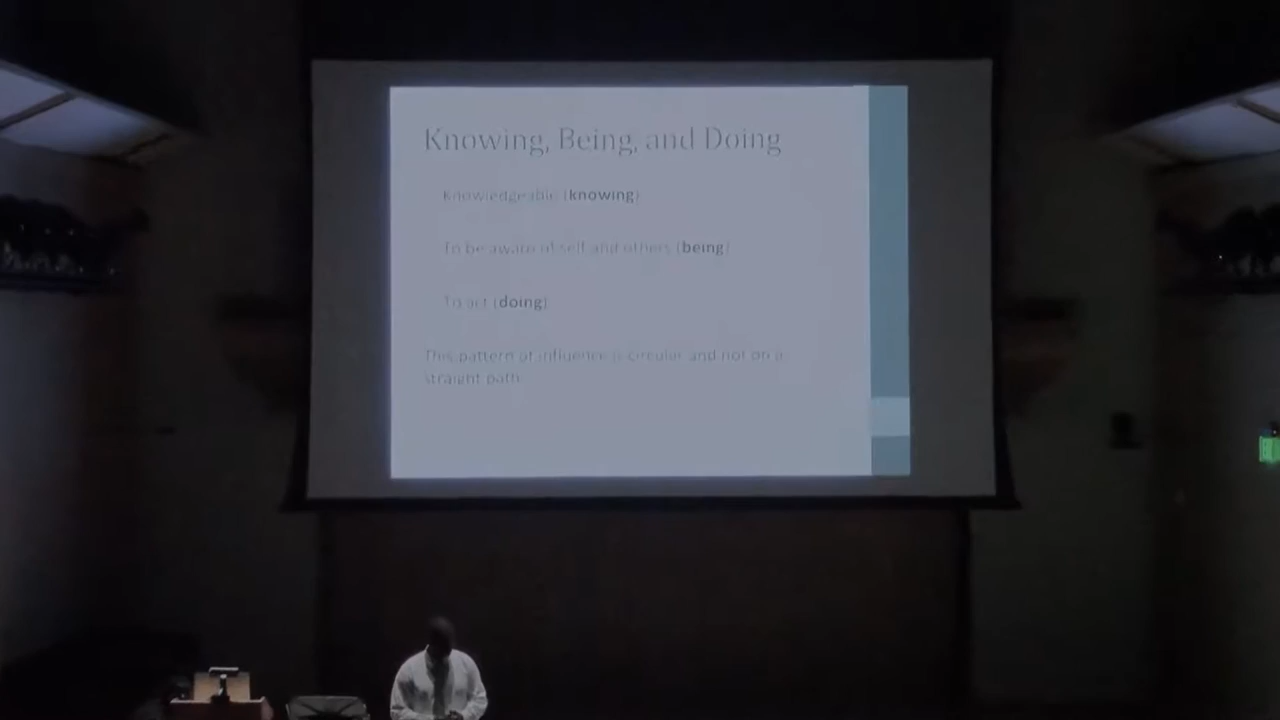 Knowing, Being, and Doing
Knowledgeable (knowing)
To be aware of self and others (being)
To act (doing)
This pattern of influence is circular and not on a
straight path